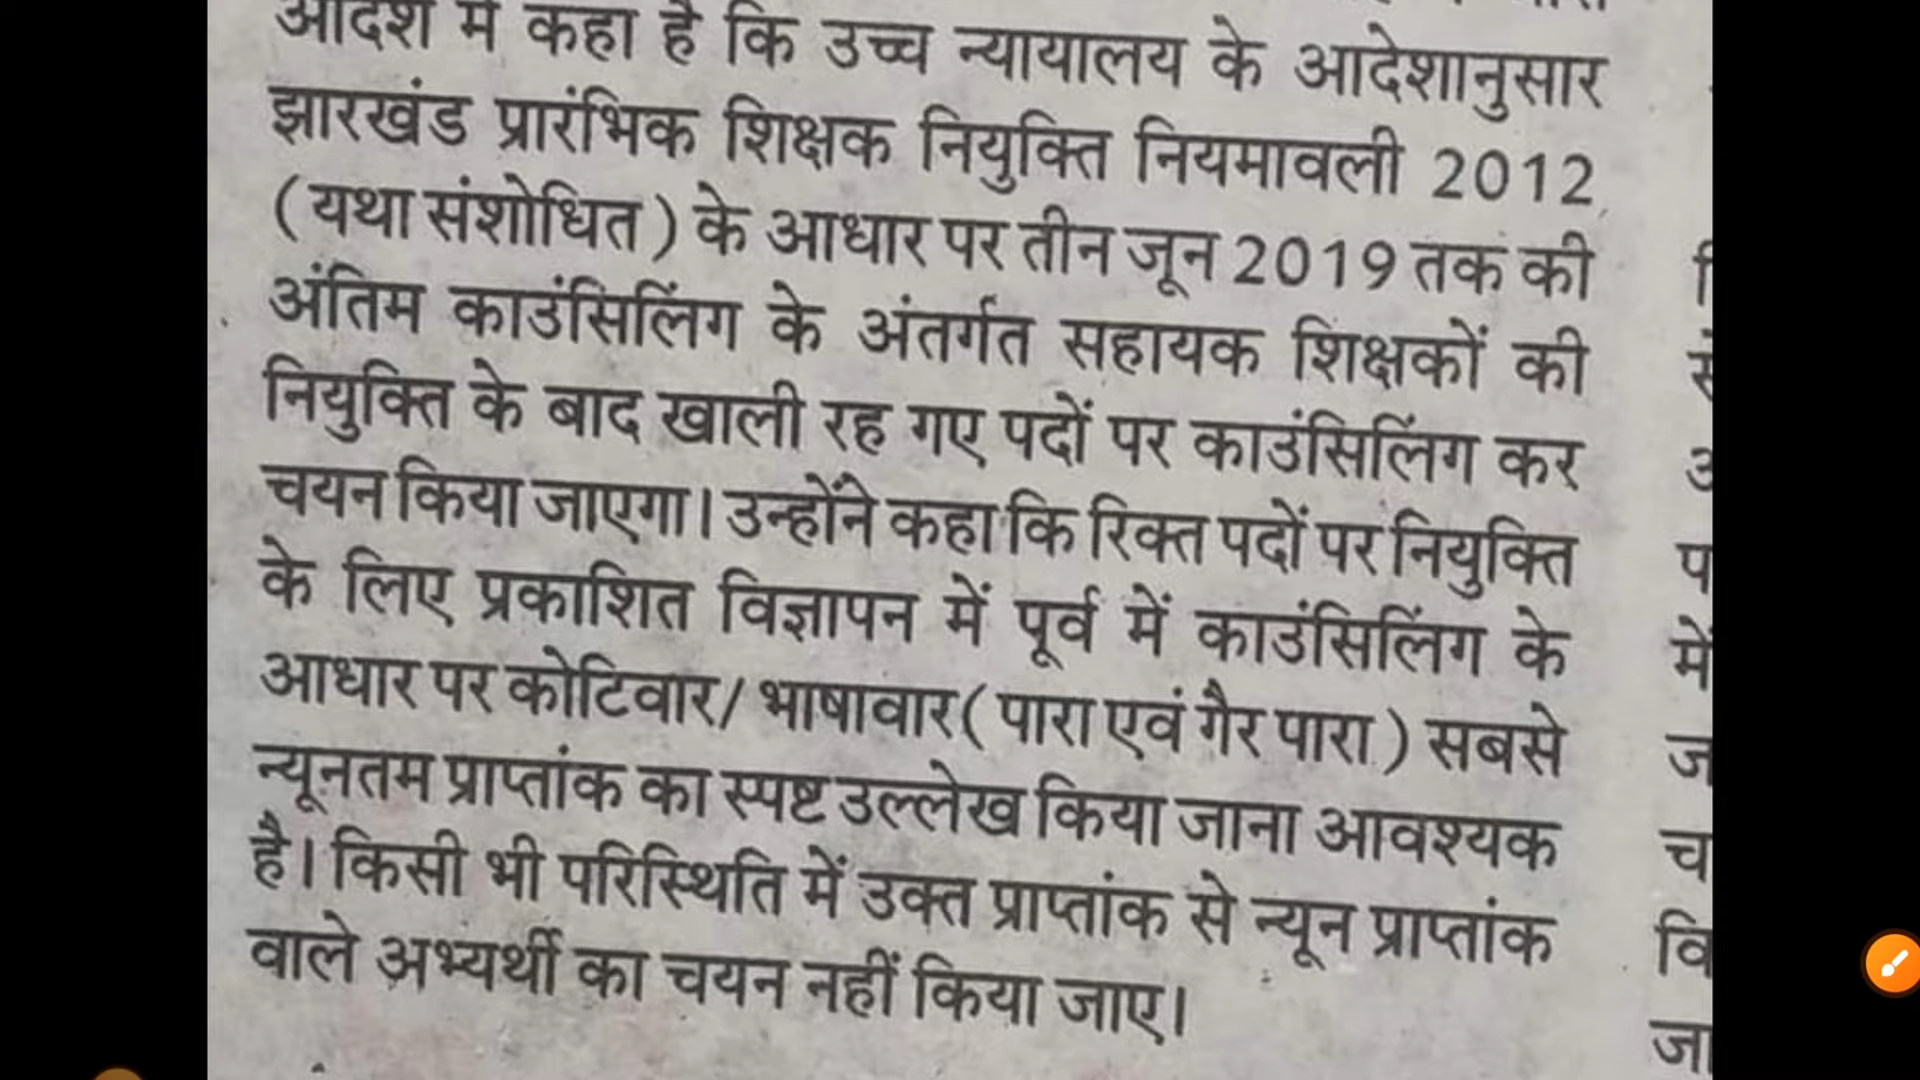 आदेश में कहा है कि उच्च न्यायालय के आदेशानुसार
झारखंड प्रारंभिक शिक्षक नियुक्ति नियमावली 2012
(यथा संशोधित) के आधार पर तीन जून 2019 तक की
अंतिम काउंसिलिंग के अंतर्गत सहायक शिक्षकों की
नियुक्ति के बाद खाली रह गए पदों पर काउंसिलिंग कर
चयन किया जाएगा। उन्होंने कहा कि रिक्त पदों पर नियुक्ति
के लिए प्रकाशित विज्ञापन में पूर्व में काउंसिलिंग के
आधार पर कोटिवार/ भाषावार( पारा एवं गैर पारा ) सबसे
न्यूनतम प्राप्तांक का स्पष्ट उल्लेख किया जाना आवश्यक
है। किसी भी परिस्थिति में उक्त प्राप्तांक से न्यून प्राप्तांक
वाले अभ्यर्थी का चयन नहीं किया जाए।